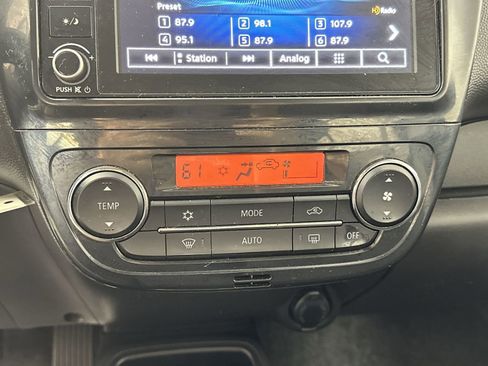 Preset
HD Radio
1 87.9 2 98.1 3 107.9
4 95.1 5 87.9 6 87.9
Station Analog
PUSH
61
TEMP
MODE
AUTO
OFF